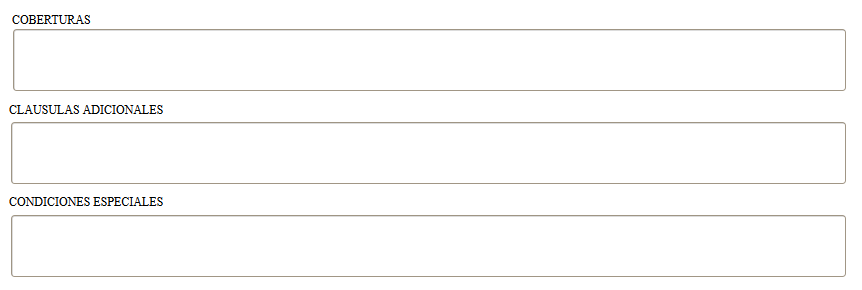 COBERTURAS
CLAUSULAS ADICIONALES
CONDICIONES ESPECIALES